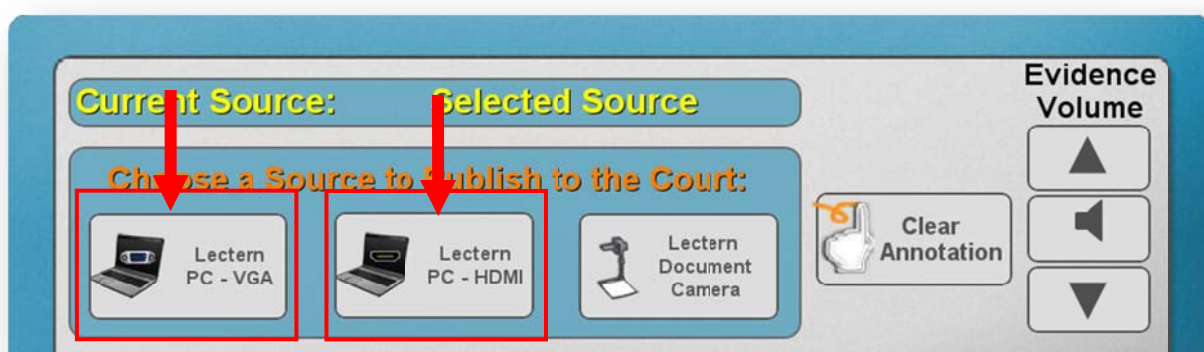 Current Source: Selected Source
Choose a Source to Publish to the Court:
Lectern
PC - VGA
Lectern
PC - HDMI
Lectern
Document
Camera
Clear
Annotation
Evidence
Volume